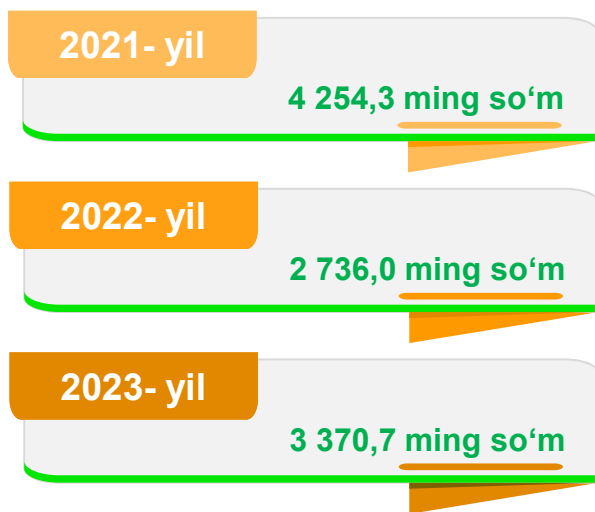 2021- yil
4 254,3 ming so‘m
2022- yil
2 736,0 ming so‘m
2023- yil
3 370,7 ming so‘m